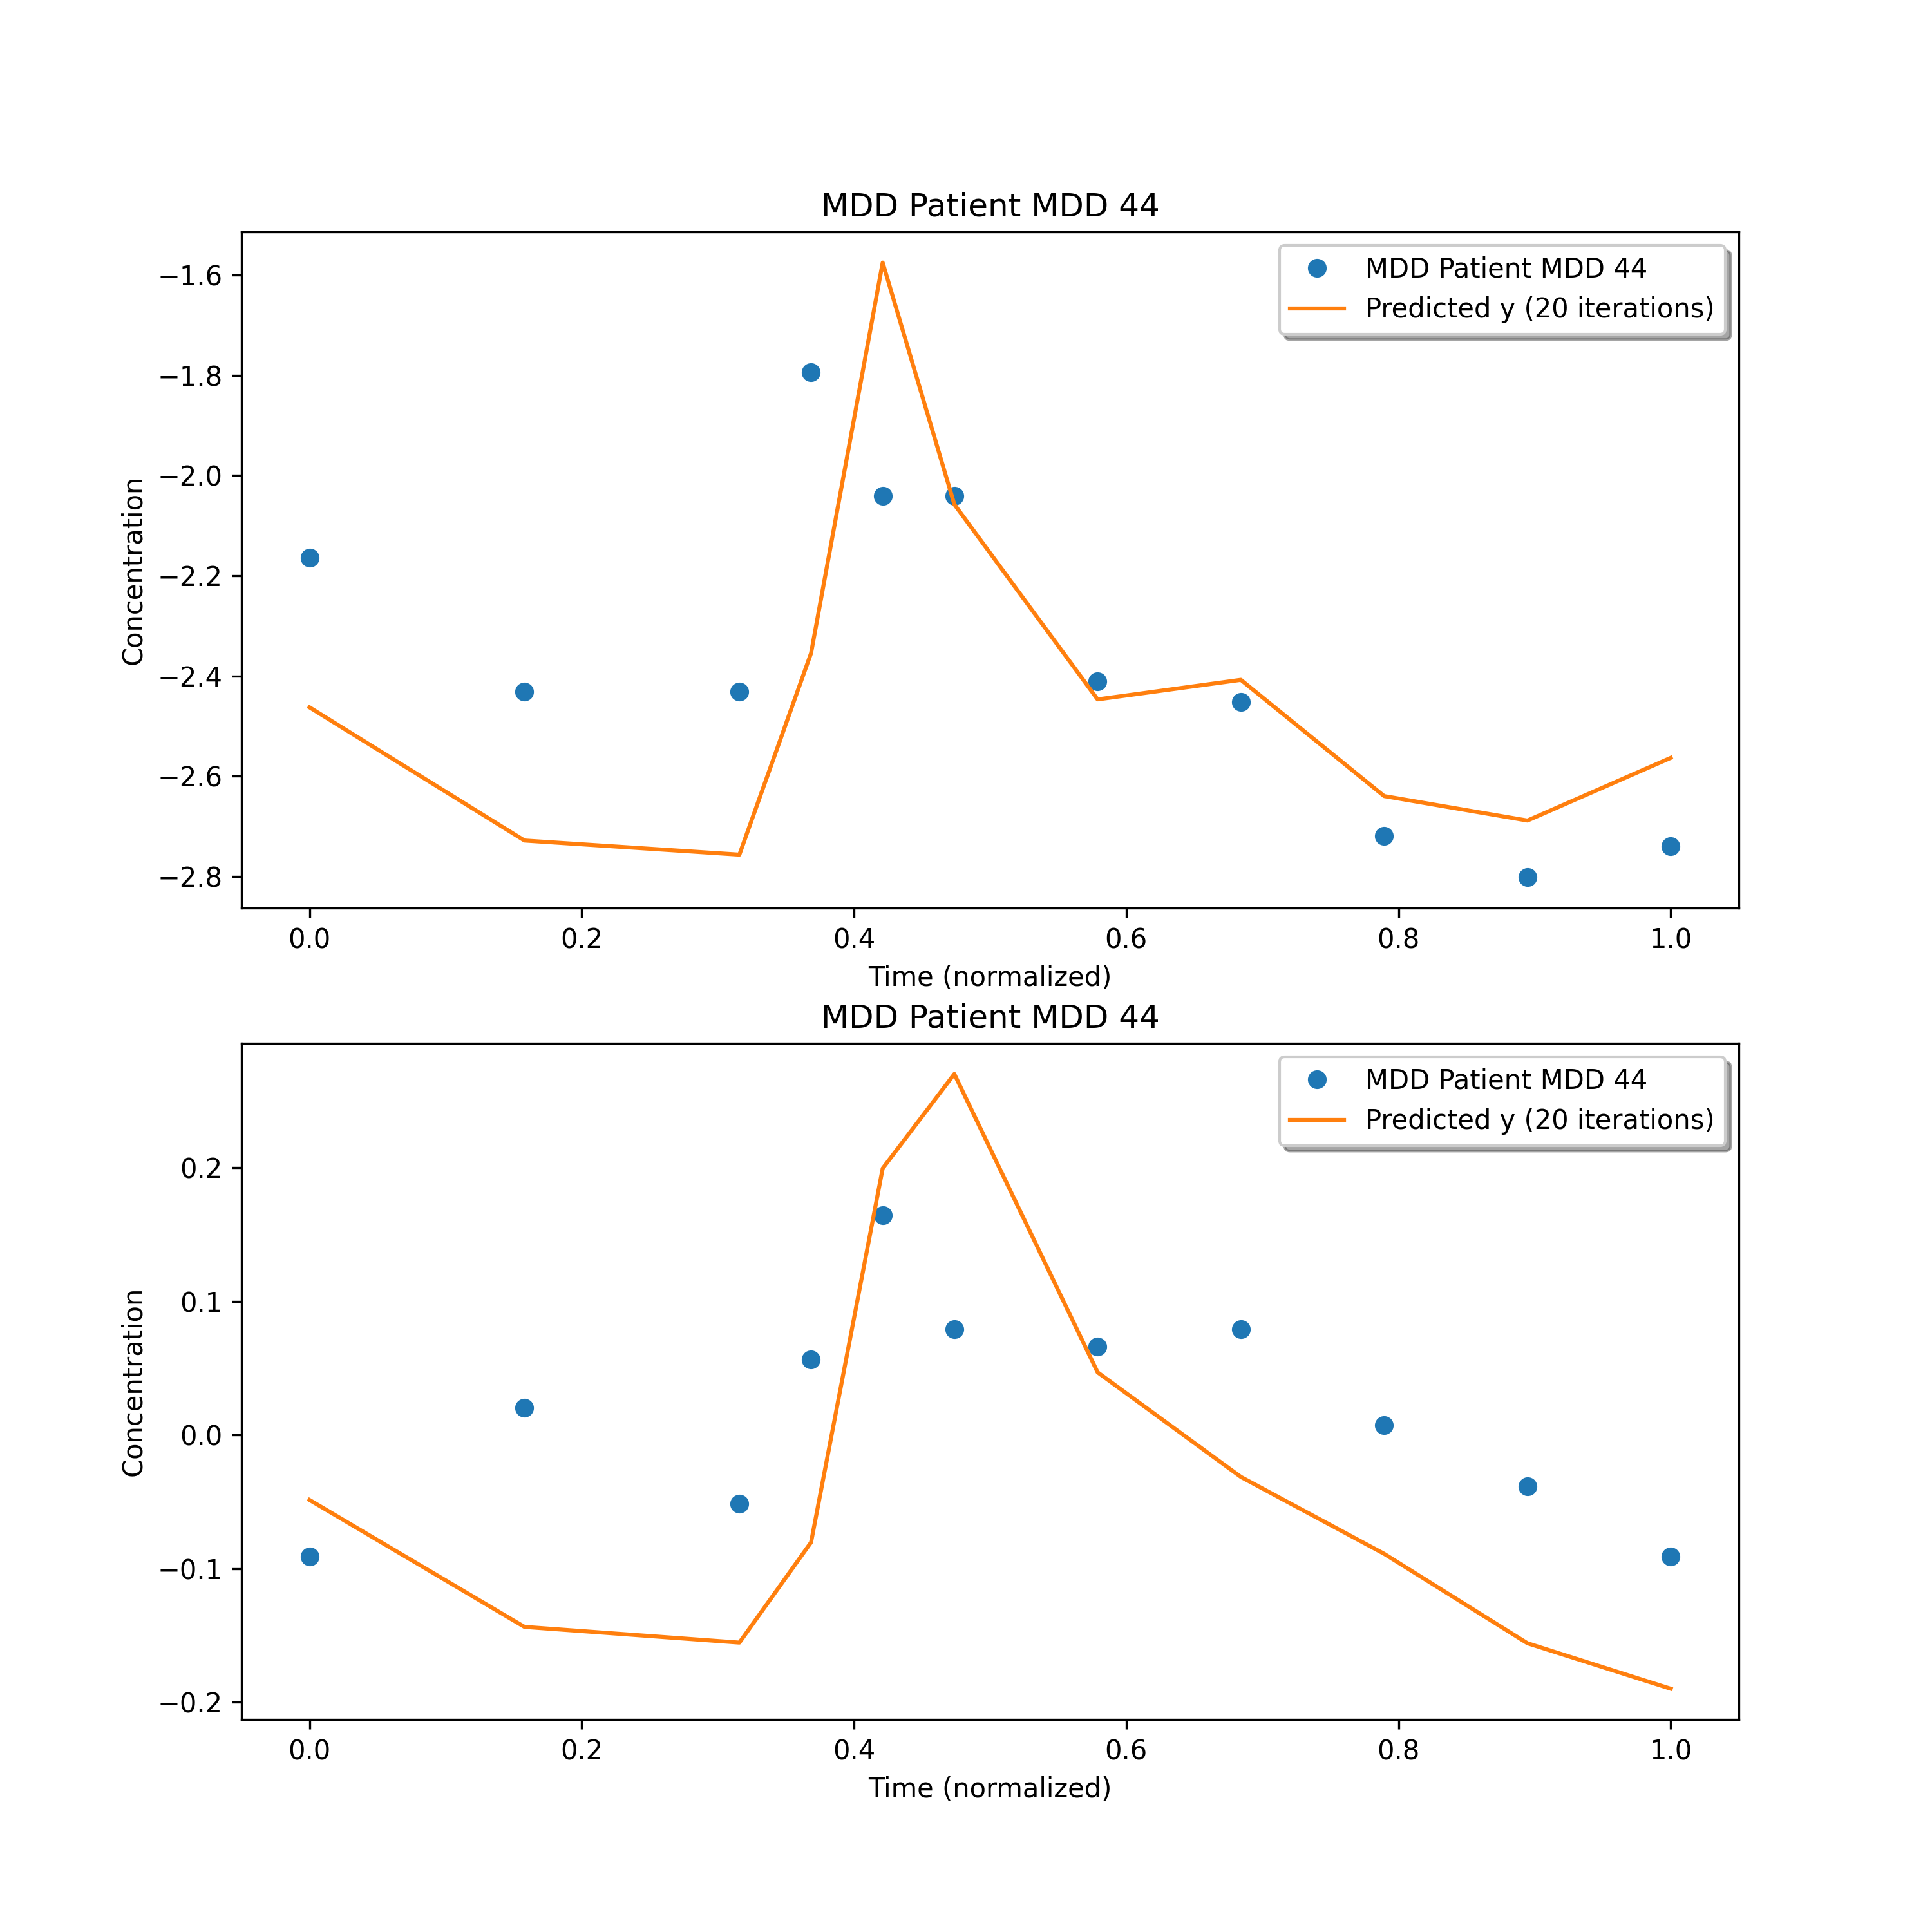 MDD Patient MDD 44
MDD Patient MDD 44
Predicted y (20 iterations)
−1.6
−1.8
−2.0
−2.2
−2.4
−2.6
−2.8
Concentration
0.0 0.2 0.4 0.6 0.8 1.0
Time (normalized)
MDD Patient MDD 44
MDD Patient MDD 44
Predicted y (20 iterations)
0.2
0.1
0.0
−0.1
−0.2
Concentration
0.0 0.2 0.4 0.6 0.8 1.0
Time (normalized)